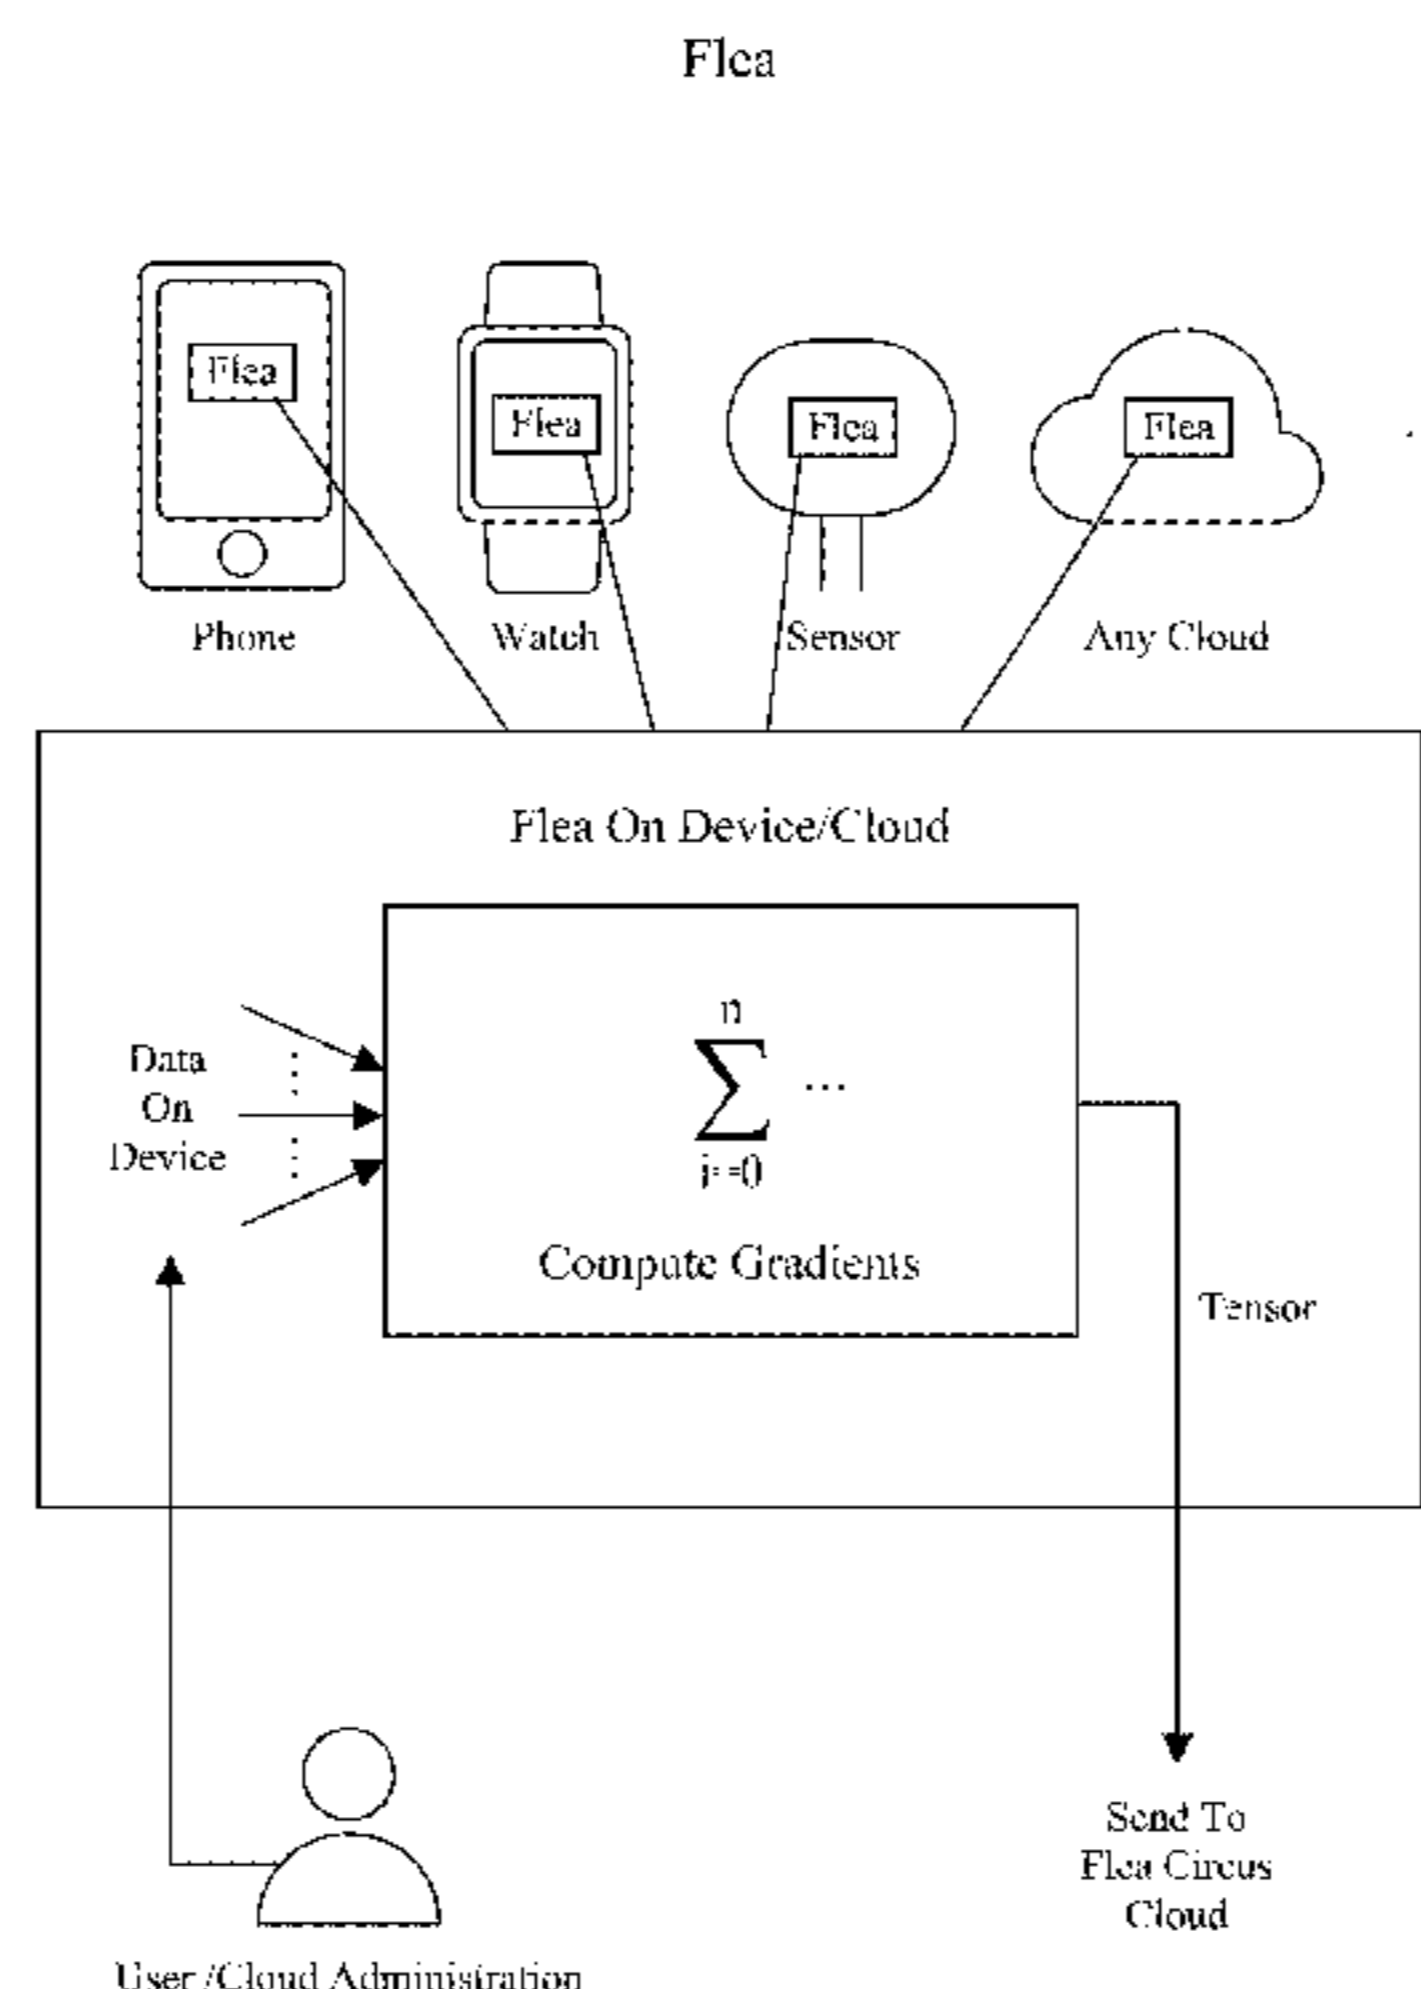 Flea
Flea
Flea
Flea
Flea
Phone
Watch
Sensor
Any Cloud
Flea On Device/Cloud
Data
On
Device
n
∑ ...
i=0
Compute Gradients
Tensor
Send To
Flea Circus
Cloud
User /Cloud Administration